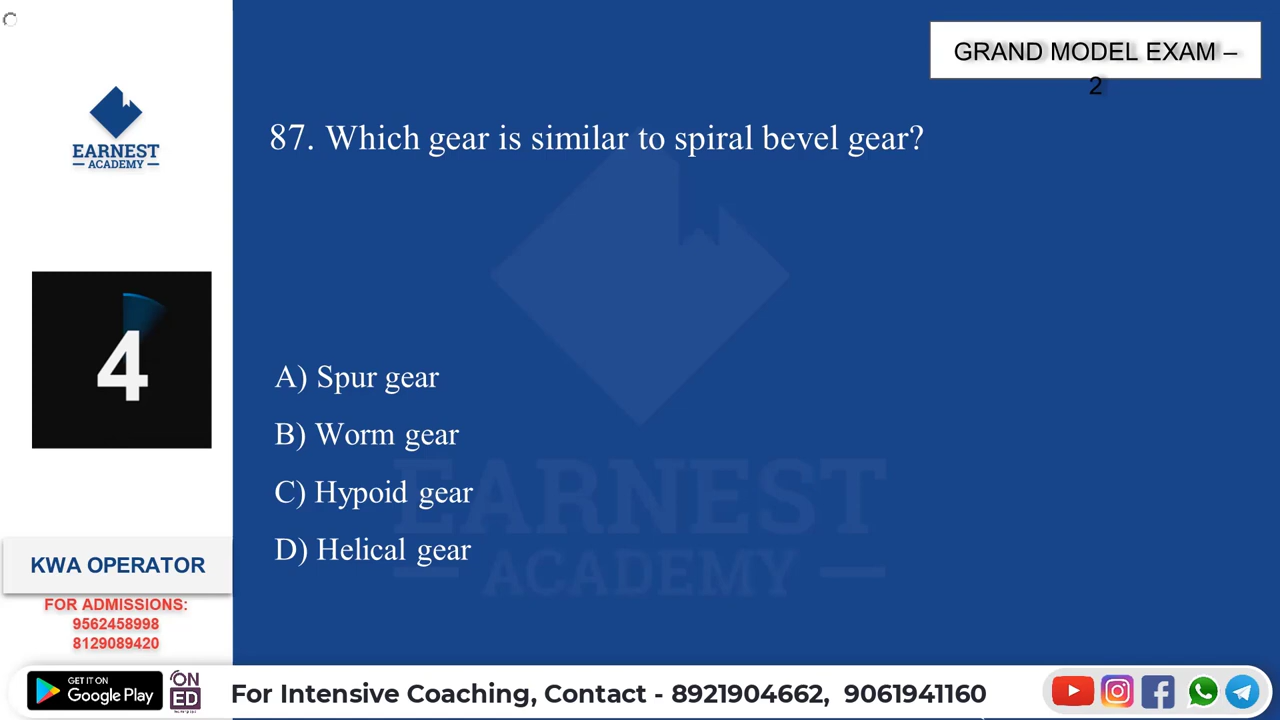 GRAND MODEL EXAM –
2
EARNEST
ACADEMY
87. Which gear is similar to spiral bevel gear?
4
A) Spur gear
B) Worm gear
C) Hypoid gear
D) Helical gear
EARNEST
ACADEMY
KWA OPERATOR
FOR ADMISSIONS:
9562458998
8129089420
GET IT ON
Google Play
ON
ED
For Intensive Coaching, Contact - 8921904662, 9061941160